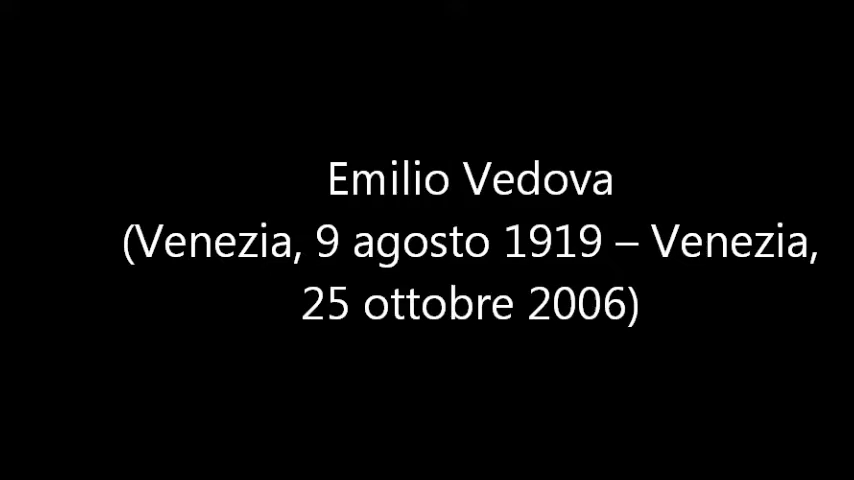 Emilio Vedova
(Venezia, 9 agosto 1919 – Venezia,
25 ottobre 2006)